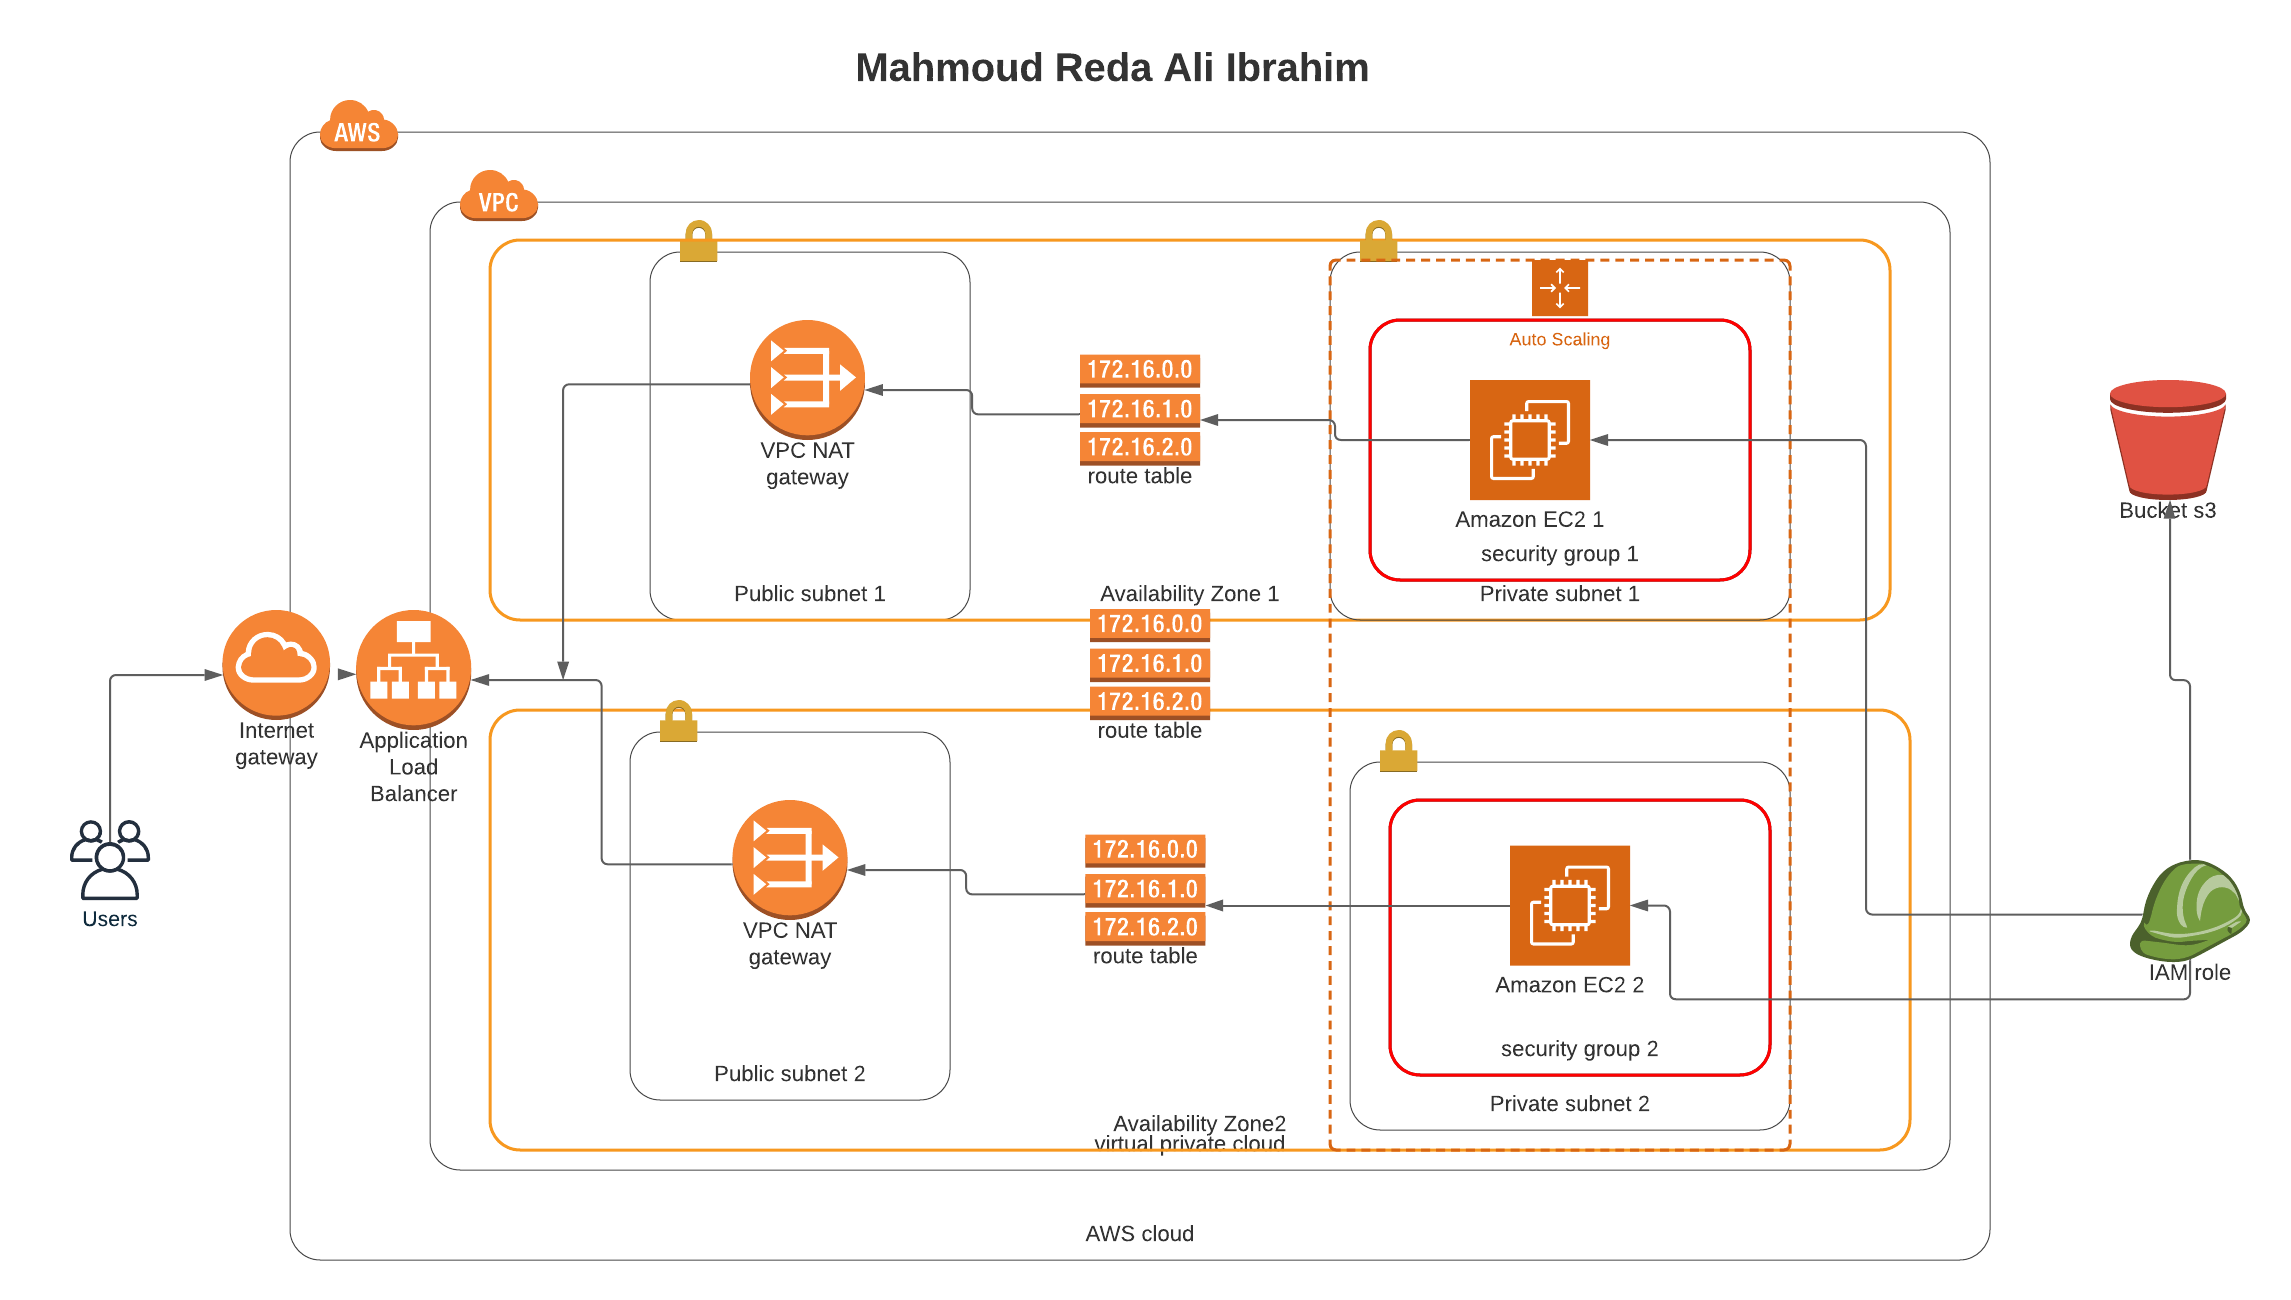 Mahmoud Reda Ali Ibrahim
AWS
VPC
Auto Scaling
172.16.0.0
172.16.1.0
172.16.2.0
route table
VPC NAT
gateway
Amazon EC2 1
security group 1
Bucket s3
Public subnet 1
Availability Zone 1
Private subnet 1
172.16.0.0
172.16.1.0
172.16.2.0
route table
Internet
gateway
Application
Load
Balancer
Users
172.16.0.0
172.16.1.0
172.16.2.0
route table
VPC NAT
gateway
Amazon EC2 2
IAM role
security group 2
Public subnet 2
Private subnet 2
Availability Zone2
virtual private cloud
AWS cloud